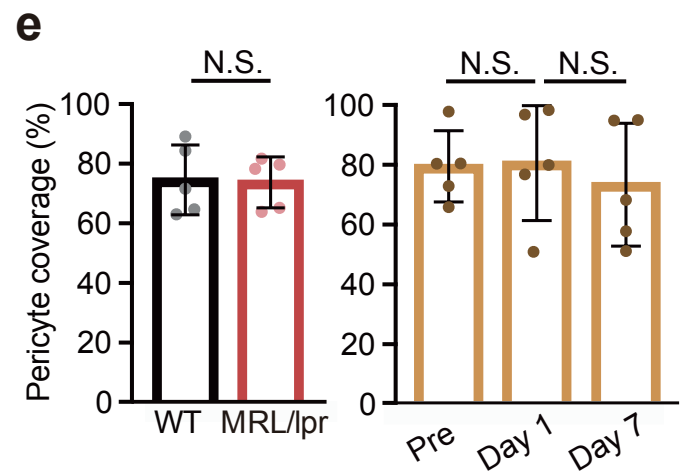 e
N.S.
N.S.
N.S.
Pericyte coverage (%)
100
80
60
40
20
0
WT
MRL/lpr
100
80
60
40
20
0
Pre
Day 1
Day 7